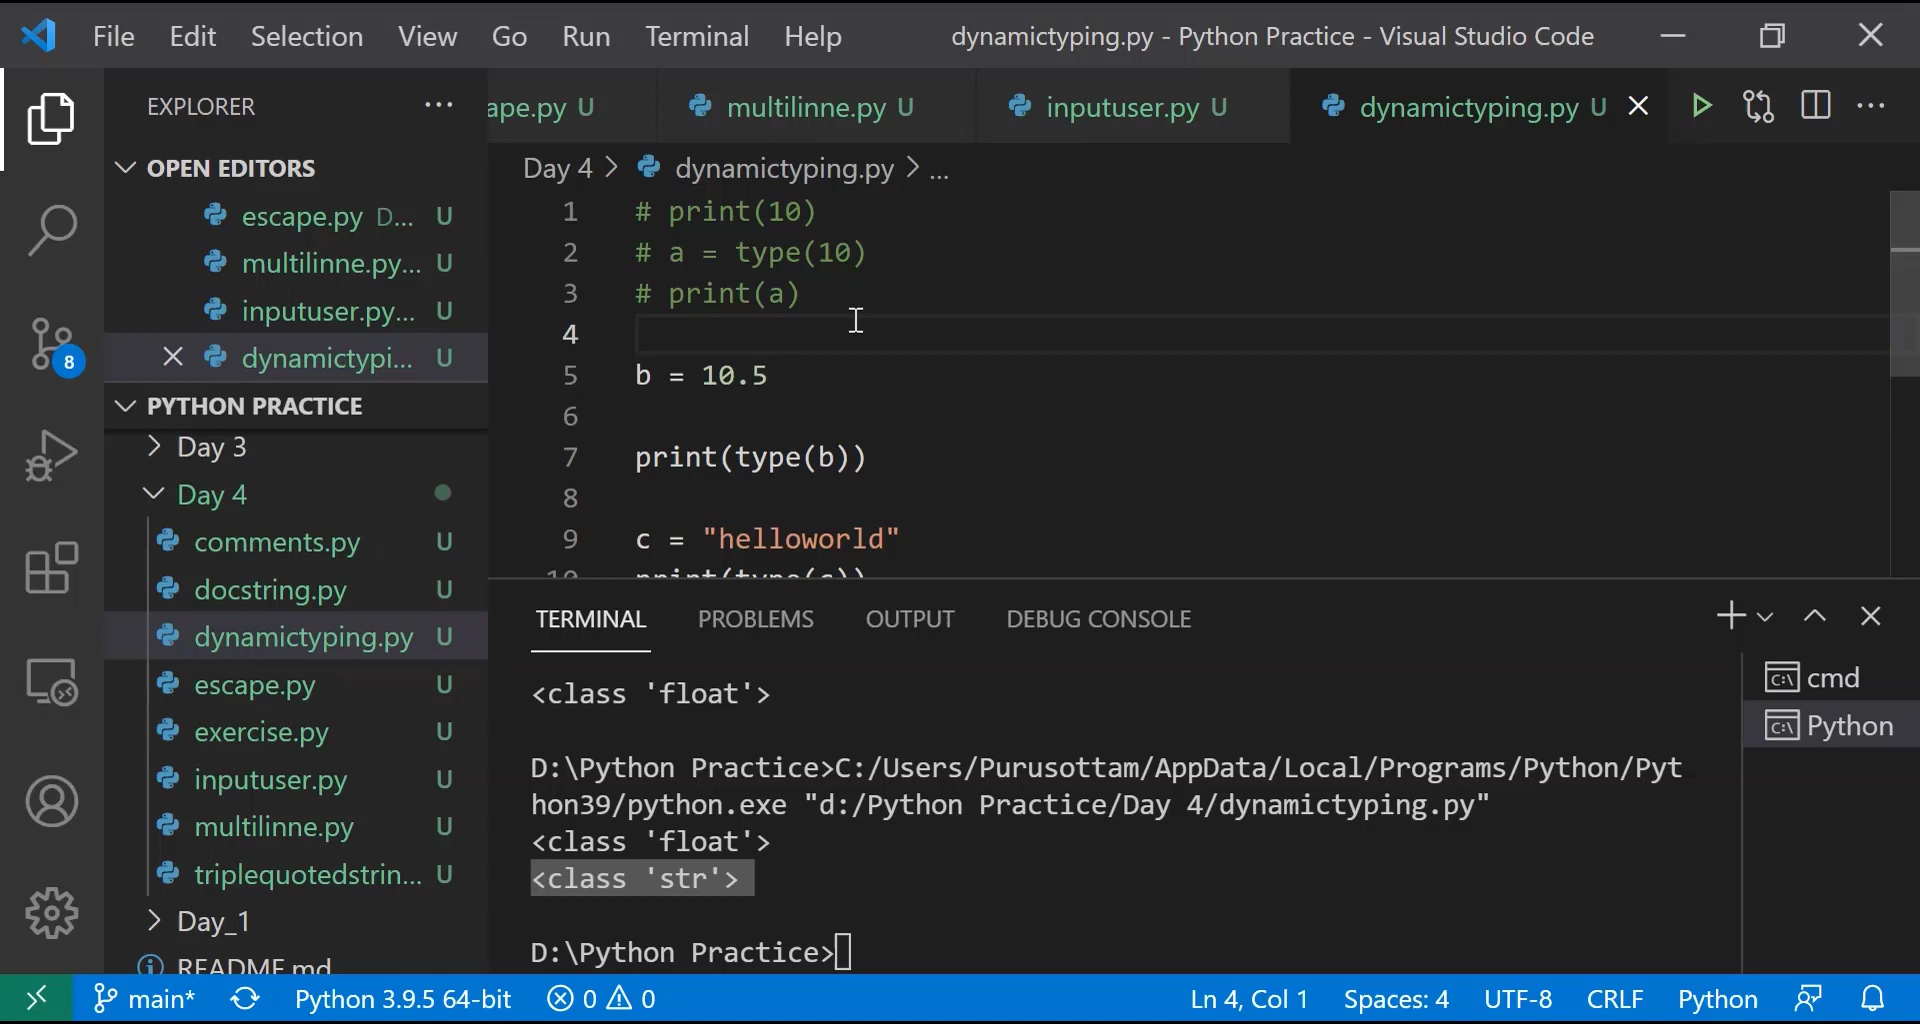 File Edit Selection View Go Run Terminal Help dynamictyping.py - Python Practice - Visual Studio Code
EXPLORER ...
ape.py U multilinne.py U inputuser.py U dynamictyping.py U
OPEN EDITORS
escape.py D... U
multilinne.py... U
inputuser.py... U
dynamictypi... U
PYTHON PRACTICE
Day 3
Day 4
comments.py U
docstring.py U
dynamictyping.py U
escape.py U
exercise.py U
inputuser.py U
multilinne.py U
triplequotedstrin... U
Day_1
README.md
8
Day 4 > dynamictyping.py > ...
1 # print(10)
2 # a = type(10)
3 # print(a)
4
5 b = 10.5
6
7 print(type(b))
8
9 c = "helloworld"
10 print(type(c))
TERMINAL PROBLEMS OUTPUT DEBUG CONSOLE
<class 'float'>
D:\Python Practice>C:/Users/Purusottam/AppData/Local/Programs/Python/Pyt
hon39/python.exe "d:/Python Practice/Day 4/dynamictyping.py"
<class 'float'>
<class 'str'>
D:\Python Practice>
cmd
Python
main* Python 3.9.5 64-bit 0 0 Ln 4, Col 1 Spaces: 4 UTF-8 CRLF Python